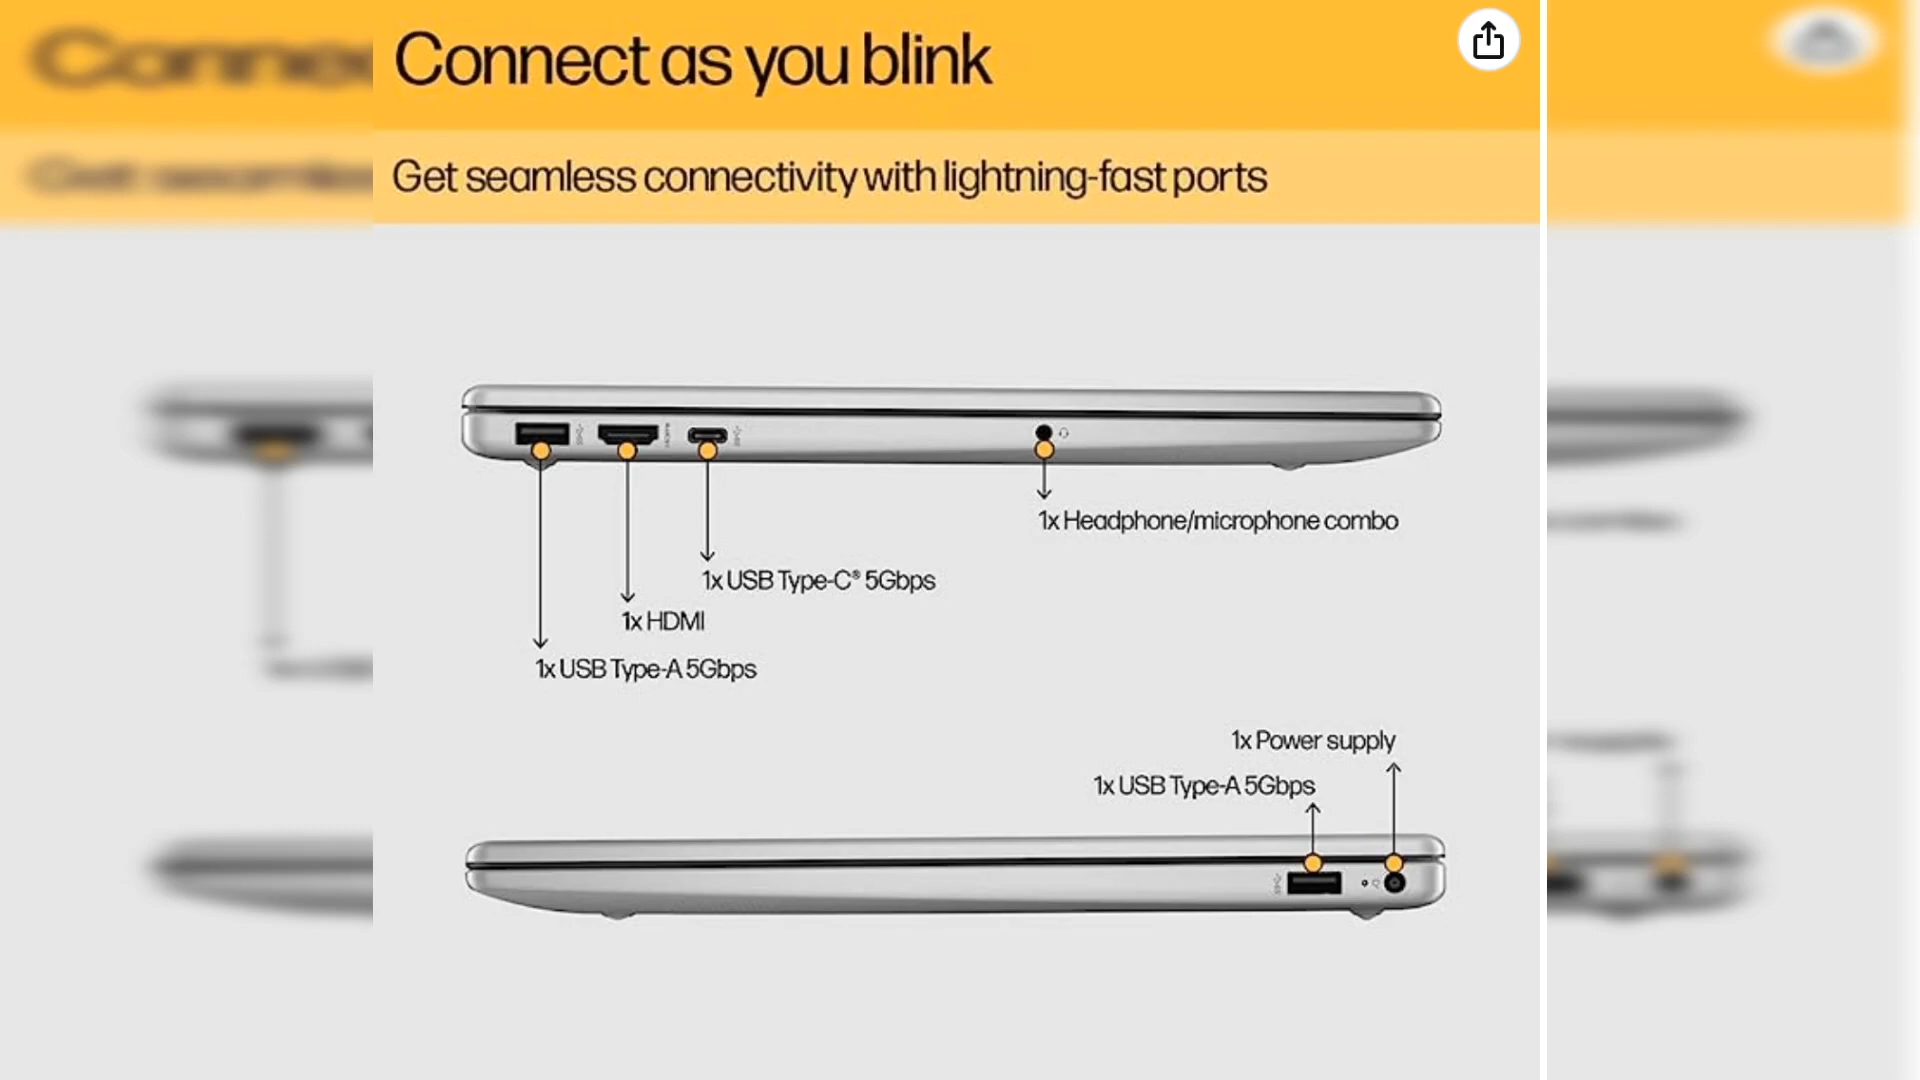 Connect as you blink
Get seamless connectivity with lightning-fast ports
1x Headphone/microphone combo
1x USB Type-C® 5Gbps
1x HDMI
1x USB Type-A 5Gbps
1x Power supply
1x USB Type-A 5Gbps